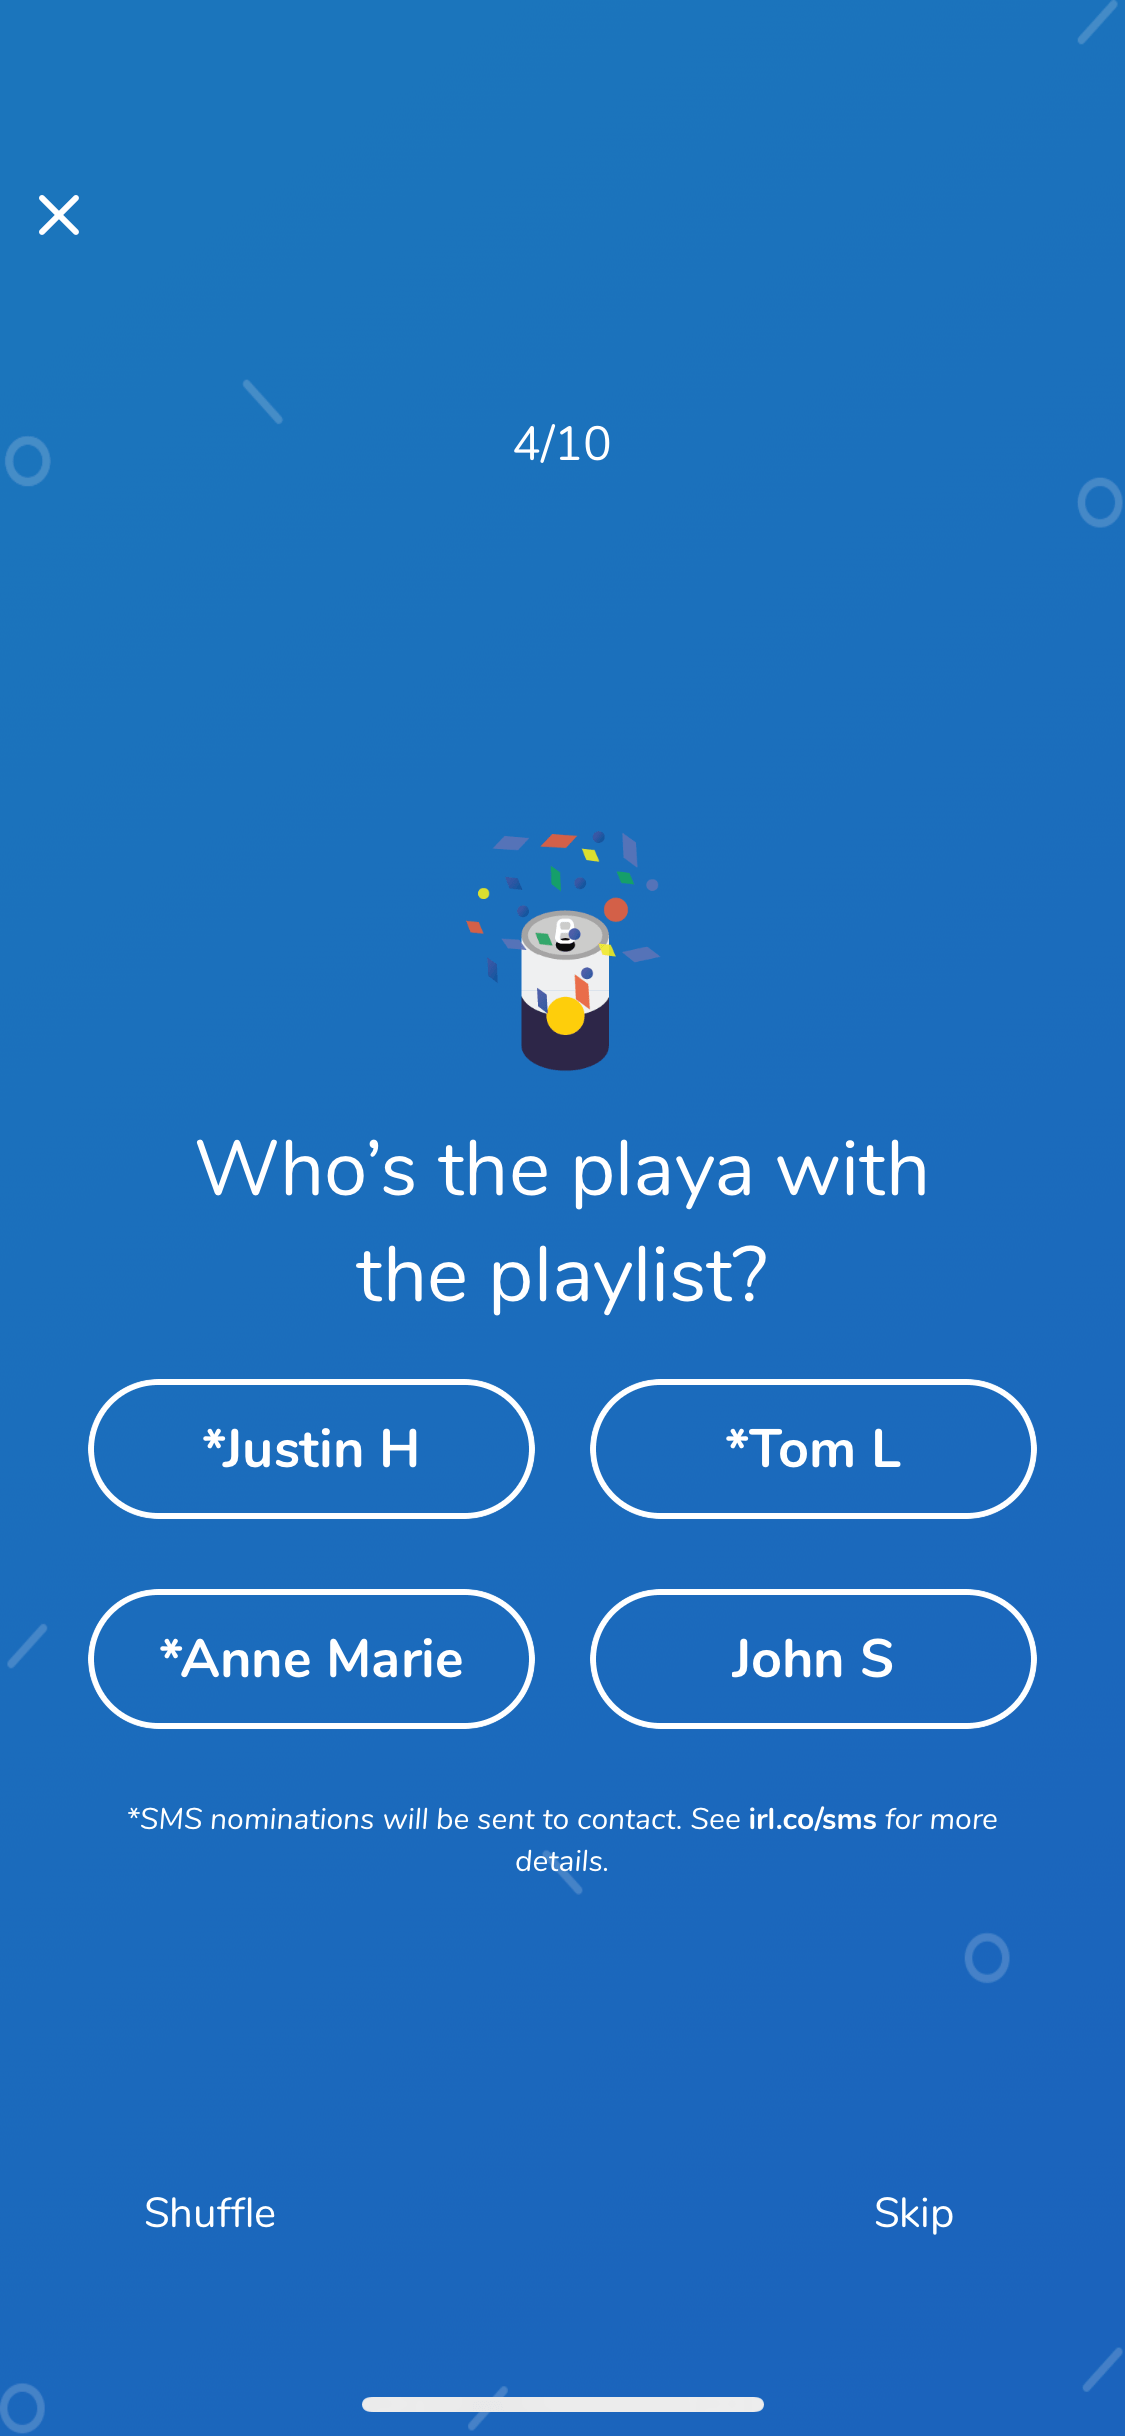 4/10
Who’s the playa with
the playlist?
*Justin H
*Tom L
*Anne Marie
John S
*SMS nominations will be sent to contact. See irl.co/sms for more
details.
Shuffle
Skip